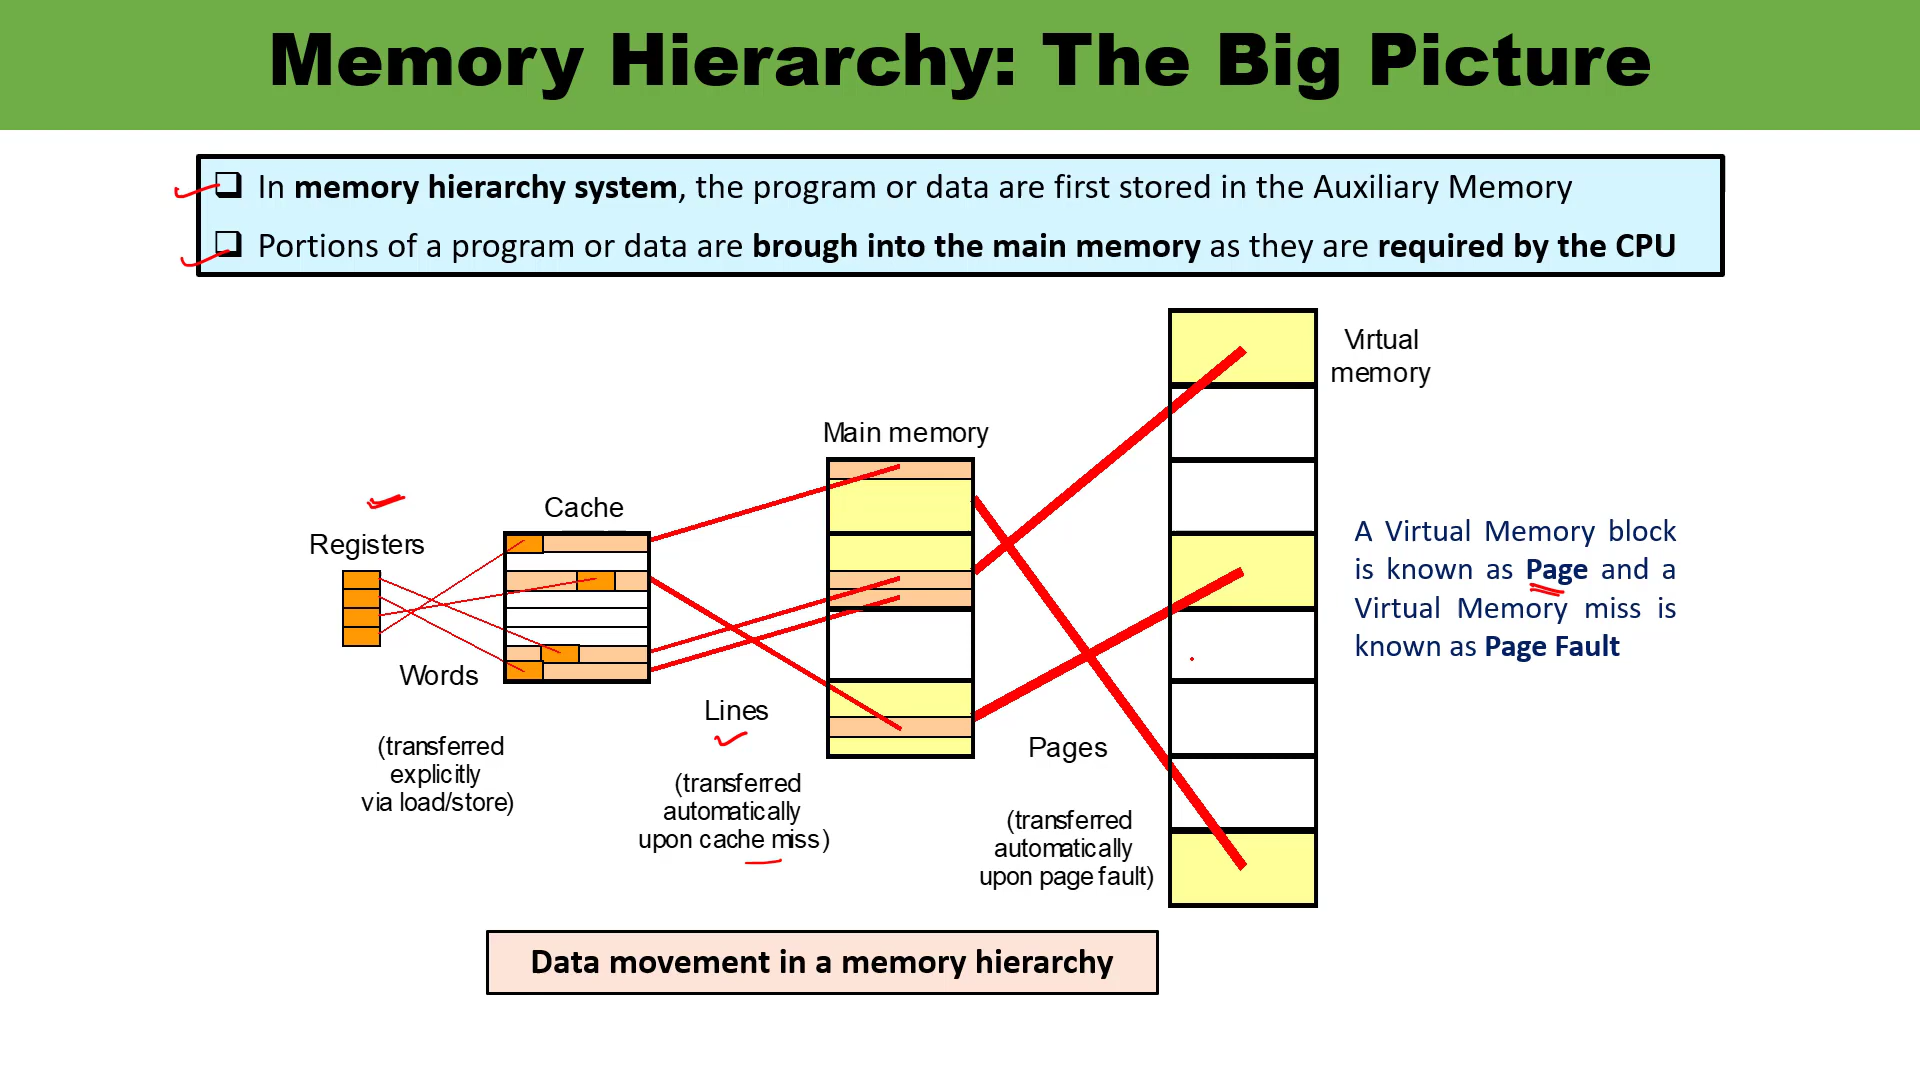 Memory Hierarchy: The Big Picture
In memory hierarchy system, the program or data are first stored in the Auxiliary Memory
Portions of a program or data are brough into the main memory as they are required by the CPU
Virtual
memory
Main memory
Cache
Registers
A Virtual Memory block
is known as Page and a
Virtual Memory miss is
known as Page Fault
Words
Lines
Pages
(transferred
explicitly
via load/store)
(transferred
automatically
upon cache miss)
(transferred
automatically
upon page fault)
Data movement in a memory hierarchy